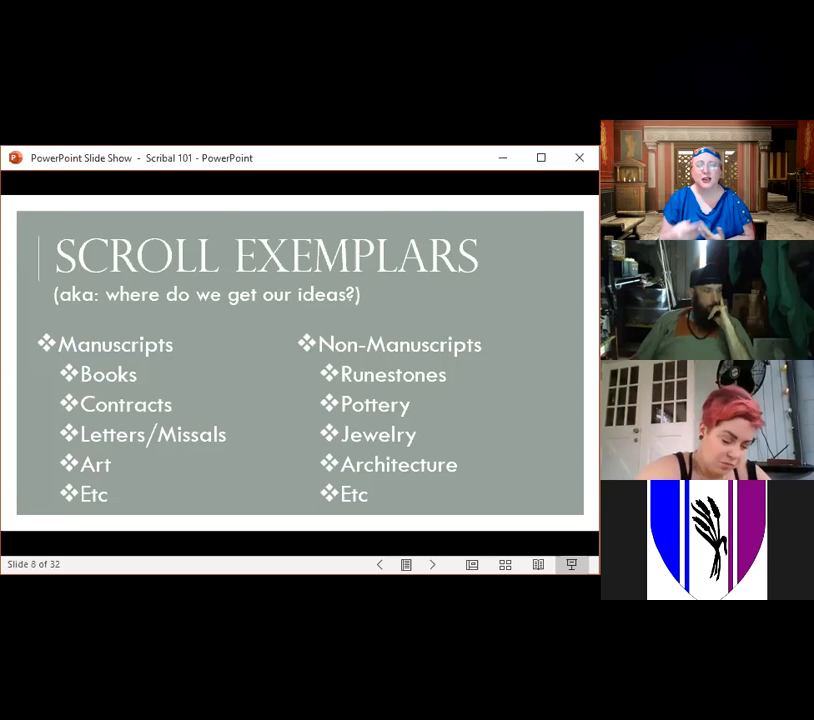 PowerPoint Slide Show - Scribal 101 - PowerPoint
SCROLL EXEMPLARS
(aka: where do we get our ideas?)
❖Manuscripts
❖Books
❖Contracts
❖Letters/Missals
❖Art
❖Etc
❖Non-Manuscripts
❖Runestones
❖Pottery
❖Jewelry
❖Architecture
❖Etc
Slide 8 of 32